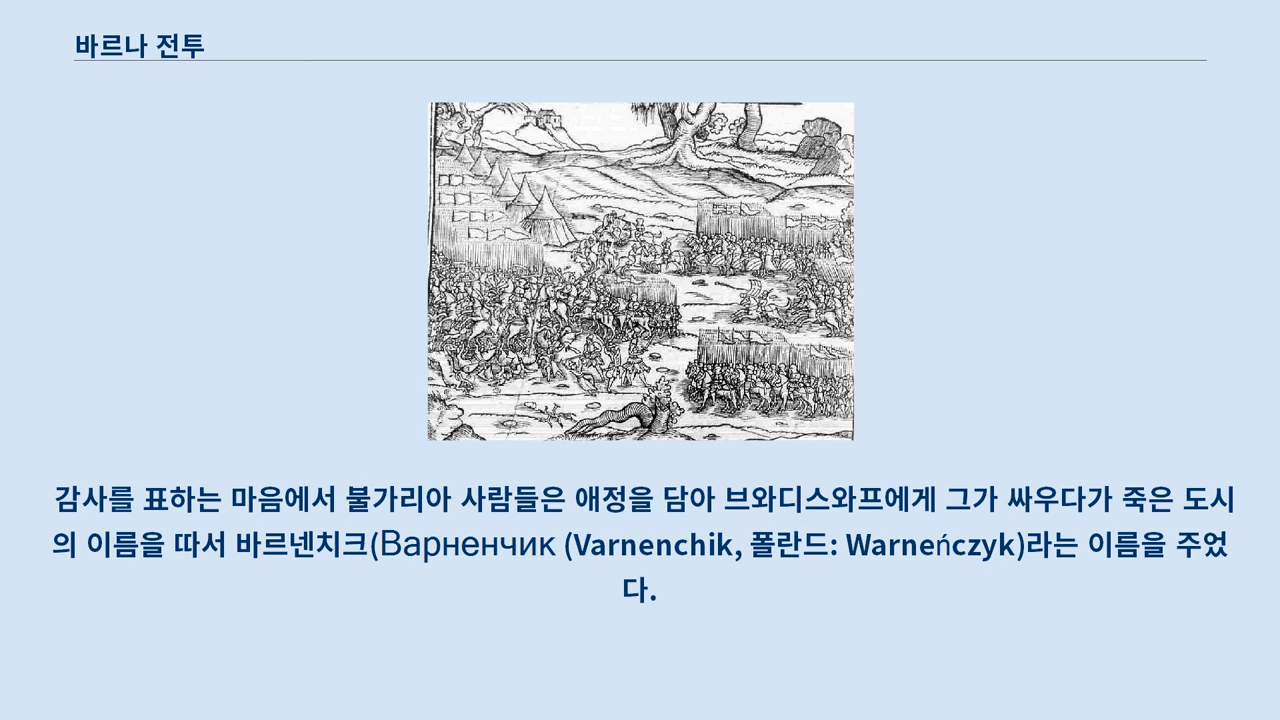 바르나 전투
감사를 표하는 마음에서 불가리아 사람들은 애정을 담아 브와디스와프에게 그가 싸우다가 죽은 도시
의 이름을 따서 바르넨치크(Варненчик (Varnenchik, 폴란드: Warneńczyk)라는 이름을 주었
다.